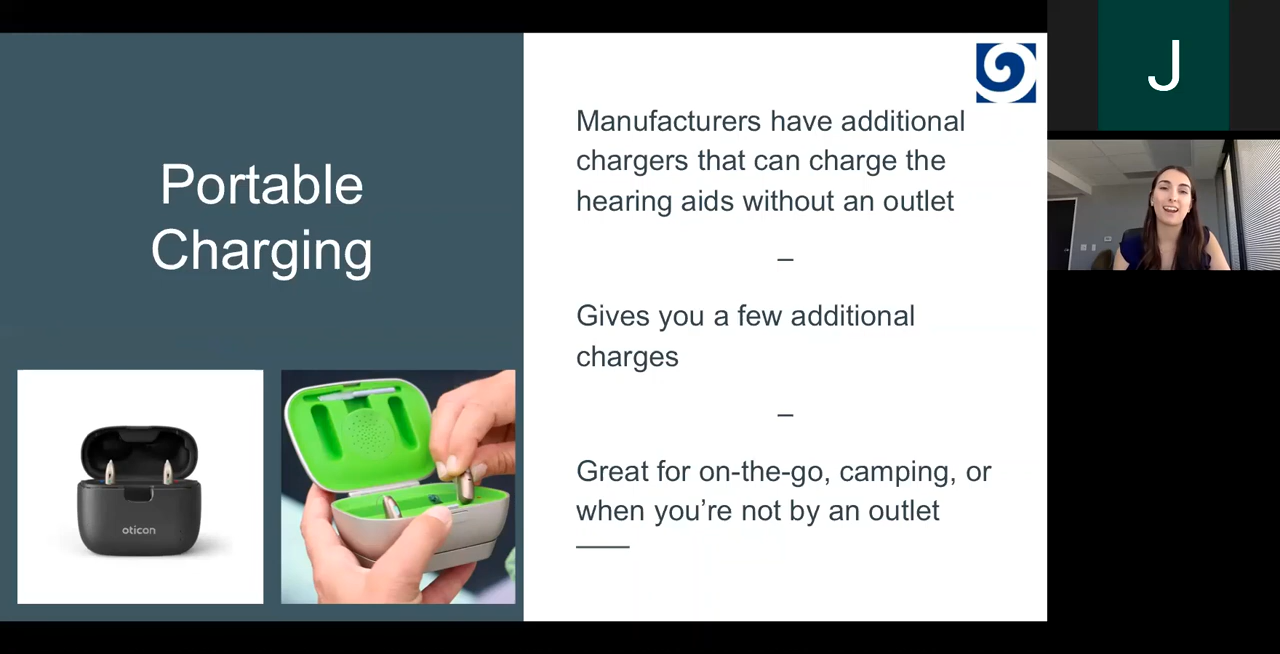 Portable
Charging
oticon
Manufacturers have additional
chargers that can charge the
hearing aids without an outlet
–
Gives you a few additional
charges
–
Great for on-the-go, camping, or
when you’re not by an outlet
J